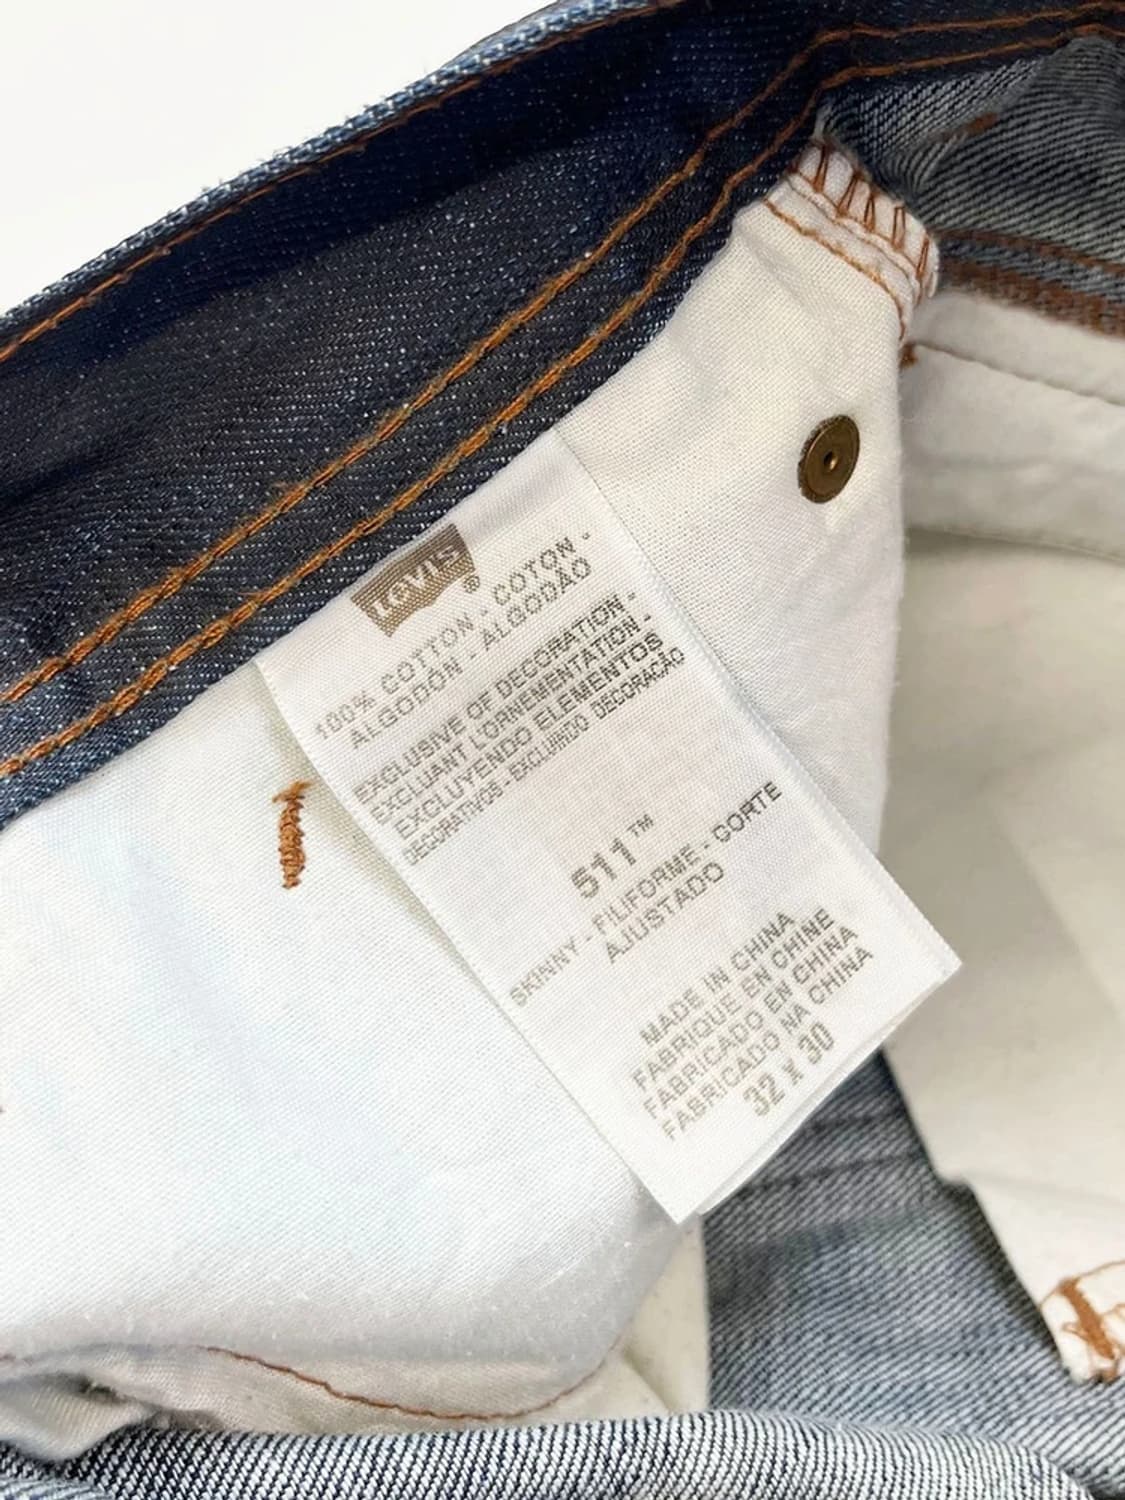 LEVI'S®
100% COTTON - COTON -
ALGODÓN - ALGODÃO
EXCLUSIVE OF DECORATION -
EXCLUANT L'ORNEMENTATION -
EXCLUYENDO ELEMENTOS
DECORATIVOS - EXCLUINDO DECORAÇÃO
511™
SKINNY - FILIFORME - CORTE
AJUSTADO
MADE IN CHINA
FABRIQUE EN CHINE
FABRICADO EN CHINA
FABRICADO NA CHINA
32 X 30